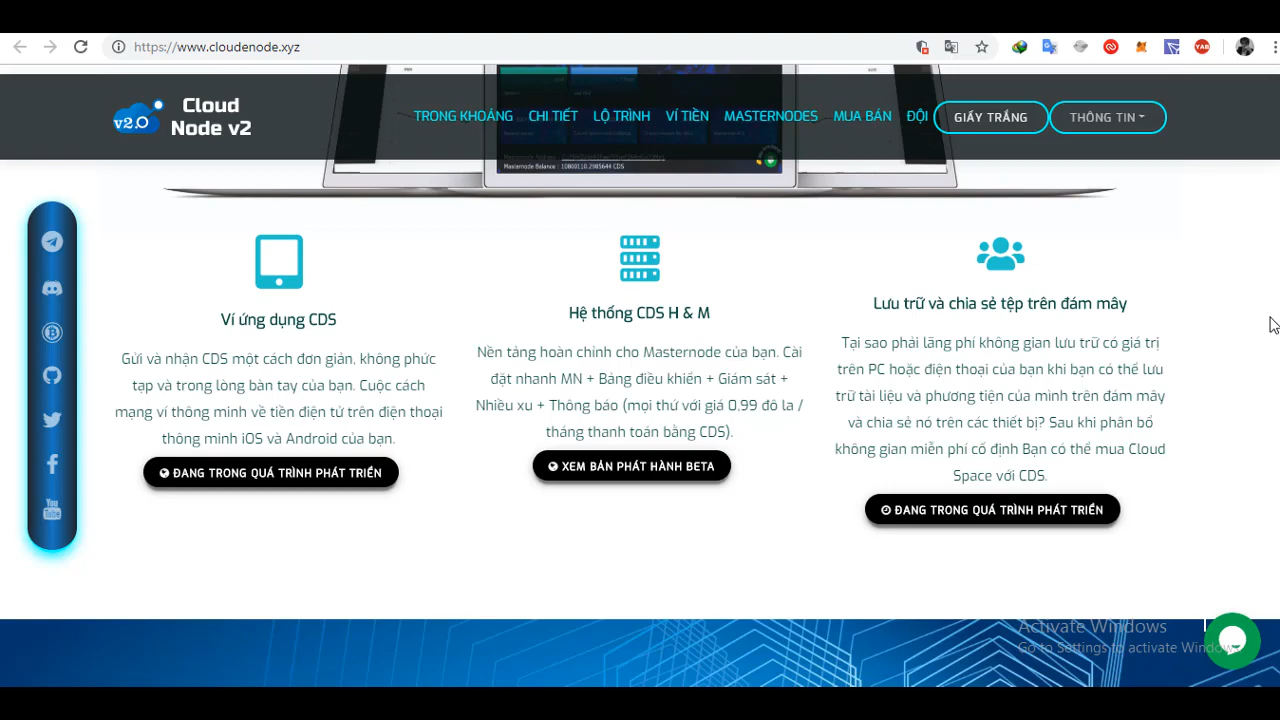 https://www.cloudenode.xyz
Cloud
Node v2
v2.0
TRONG KHOẢNG CHI TIẾT LỘ TRÌNH VÍ TIỀN MASTERNODES MUA BÁN ĐỘI GIẤY TRẮNG THÔNG TIN
Masternode Balance : 10800110.2985644 CDS
Ví ứng dụng CDS
Gửi và nhận CDS một cách đơn giản, không phức
tạp và trong lòng bàn tay của bạn. Cuộc cách
mạng ví thông minh về tiền điện tử trên điện thoại
thông minh iOS và Android của bạn.
ĐANG TRONG QUÁ TRÌNH PHÁT TRIỂN
Hệ thống CDS H & M
Nền tảng hoàn chỉnh cho Masternode của bạn. Cài
đặt nhanh MN + Bảng điều khiển + Giám sát +
Nhiều xu + Thông báo (mọi thứ với giá 0,99 đô la /
tháng thanh toán bằng CDS).
XEM BẢN PHÁT HÀNH BETA
Lưu trữ và chia sẻ tệp trên đám mây
Tại sao phải lãng phí không gian lưu trữ có giá trị
trên PC hoặc điện thoại của bạn khi bạn có thể lưu
trữ tài liệu và phương tiện của mình trên đám mây
và chia sẻ nó trên các thiết bị? Sau khi phân bổ
không gian miễn phí cố định Bạn có thể mua Cloud
Space với CDS.
ĐANG TRONG QUÁ TRÌNH PHÁT TRIỂN
You
Tube
Activate Windows
Go to Settings to activate Windows.